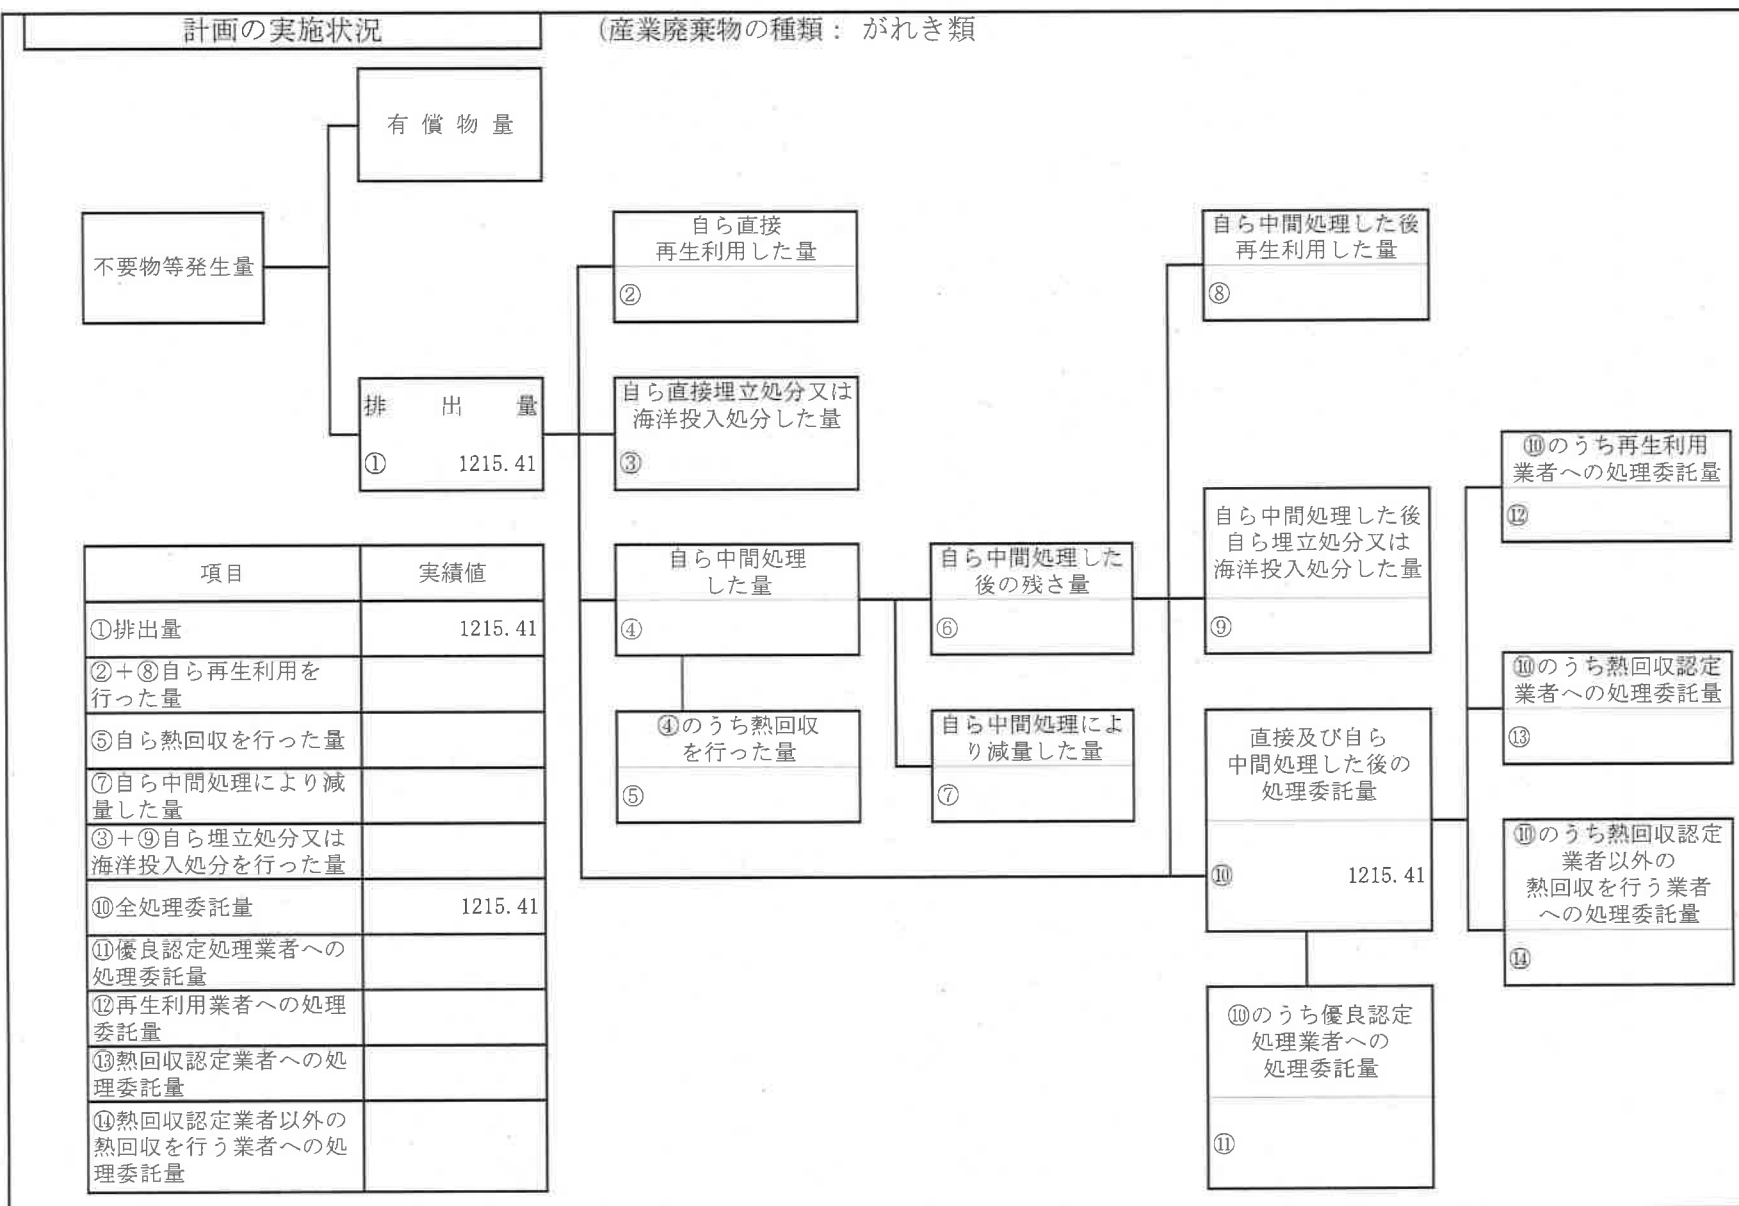 計画の実施状況
(産業廃棄物の種類： がれき類
有 償 物 量
不要物等発生量
排 出 量
① 1215.41
自ら直接
再生利用した量
②
自ら直接埋立処分又は
海洋投入処分した量
③
自ら中間処理
した量
④
④のうち熱回収
を行った量
⑤
自ら中間処理した
後の残さ量
⑥
自ら中間処理によ
り減量した量
⑦
自ら中間処理した後
再生利用した量
⑧
自ら中間処理した後
自ら埋立処分又は
海洋投入処分した量
⑨
直接及び自ら
中間処理した後の
処理委託量
⑩ 1215.41
⑩のうち優良認定
処理業者への
処理委託量
⑪
⑩のうち再生利用
業者への処理委託量
⑫
⑩のうち熱回収認定
業者への処理委託量
⑬
⑩のうち熱回収認定
業者以外の
熱回収を行う業者
への処理委託量
⑭
項目 実績値
①排出量 1215.41
②＋⑧自ら再生利用を
行った量
⑤自ら熱回収を行った量
⑦自ら中間処理により減
量した量
③＋⑨自ら埋立処分又は
海洋投入処分を行った量
⑩全処理委託量 1215.41
⑪優良認定処理業者への
処理委託量
⑫再生利用業者への処理
委託量
⑬熱回収認定業者への処
理委託量
⑭熱回収認定業者以外の
熱回収を行う業者への処
理委託量